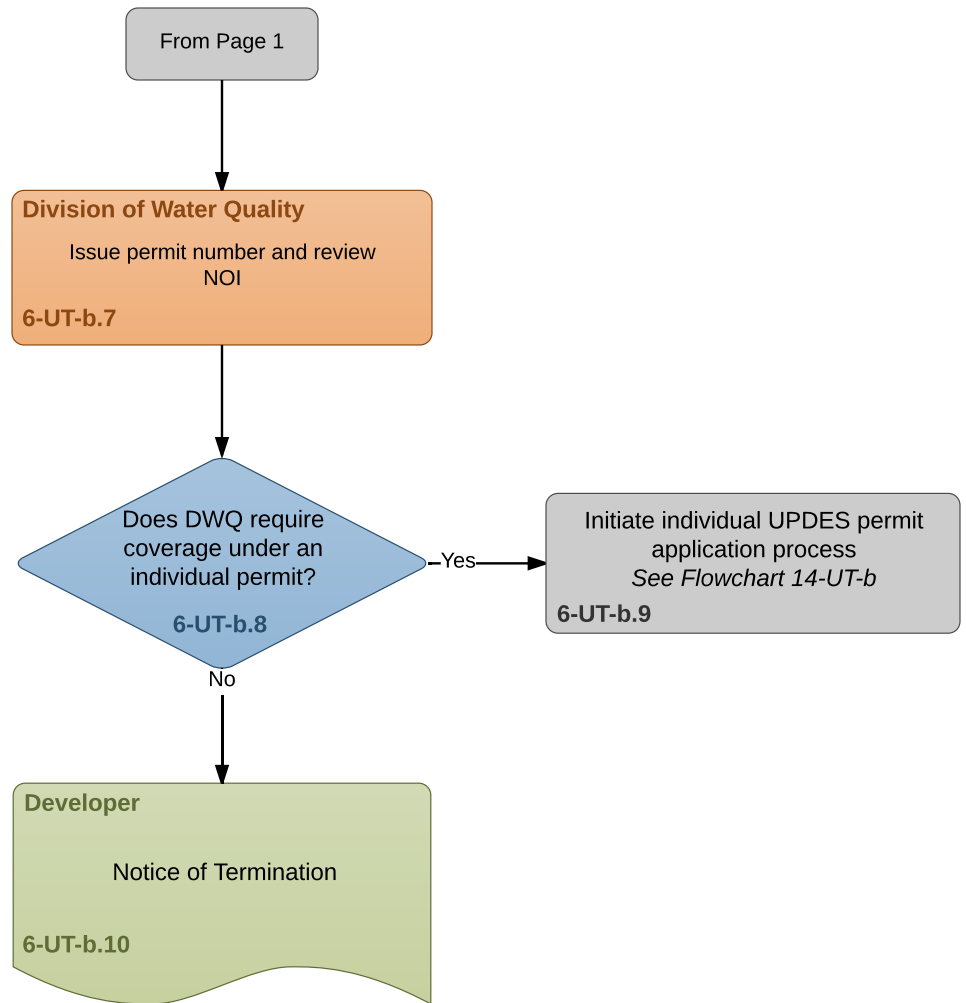 From Page 1
Division of Water Quality
Issue permit number and review
NOI
6-UT-b.7
Does DWQ require
coverage under an
individual permit?
6-UT-b.8
Yes
Initiate individual UPDES permit
application process
See Flowchart 14-UT-b
6-UT-b.9
No
Developer
Notice of Termination
6-UT-b.10